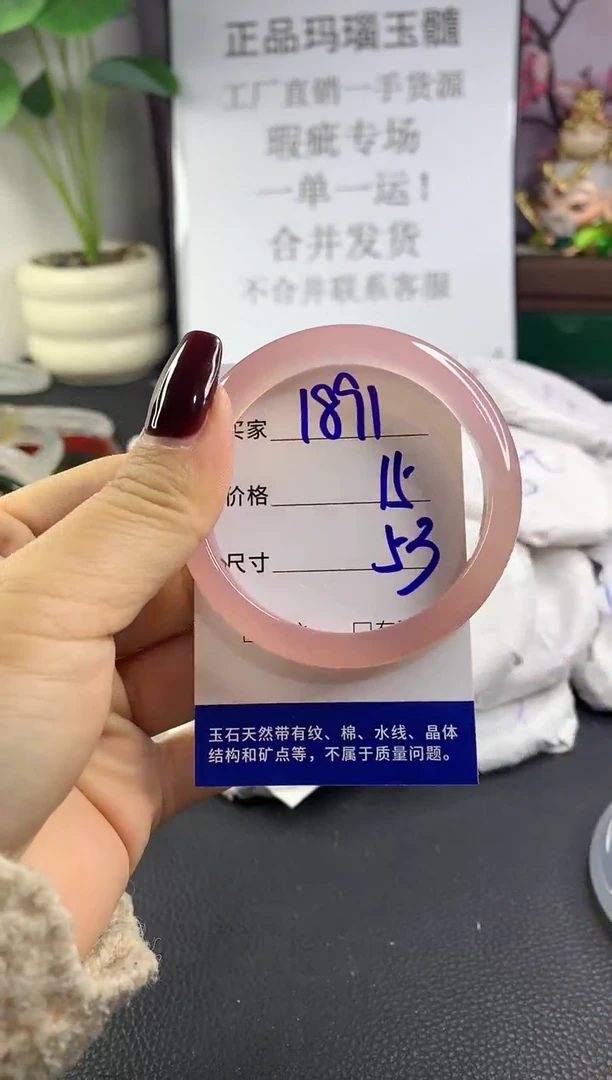 正品玛瑙玉髓
工厂直销一手货源
瑕疵专场
一单一运！
合并发货
不合并联系客服
买家 1891
价格 15
尺寸 53
玉石天然带有纹、棉、水线、晶体
结构和矿点等，不属于质量问题。